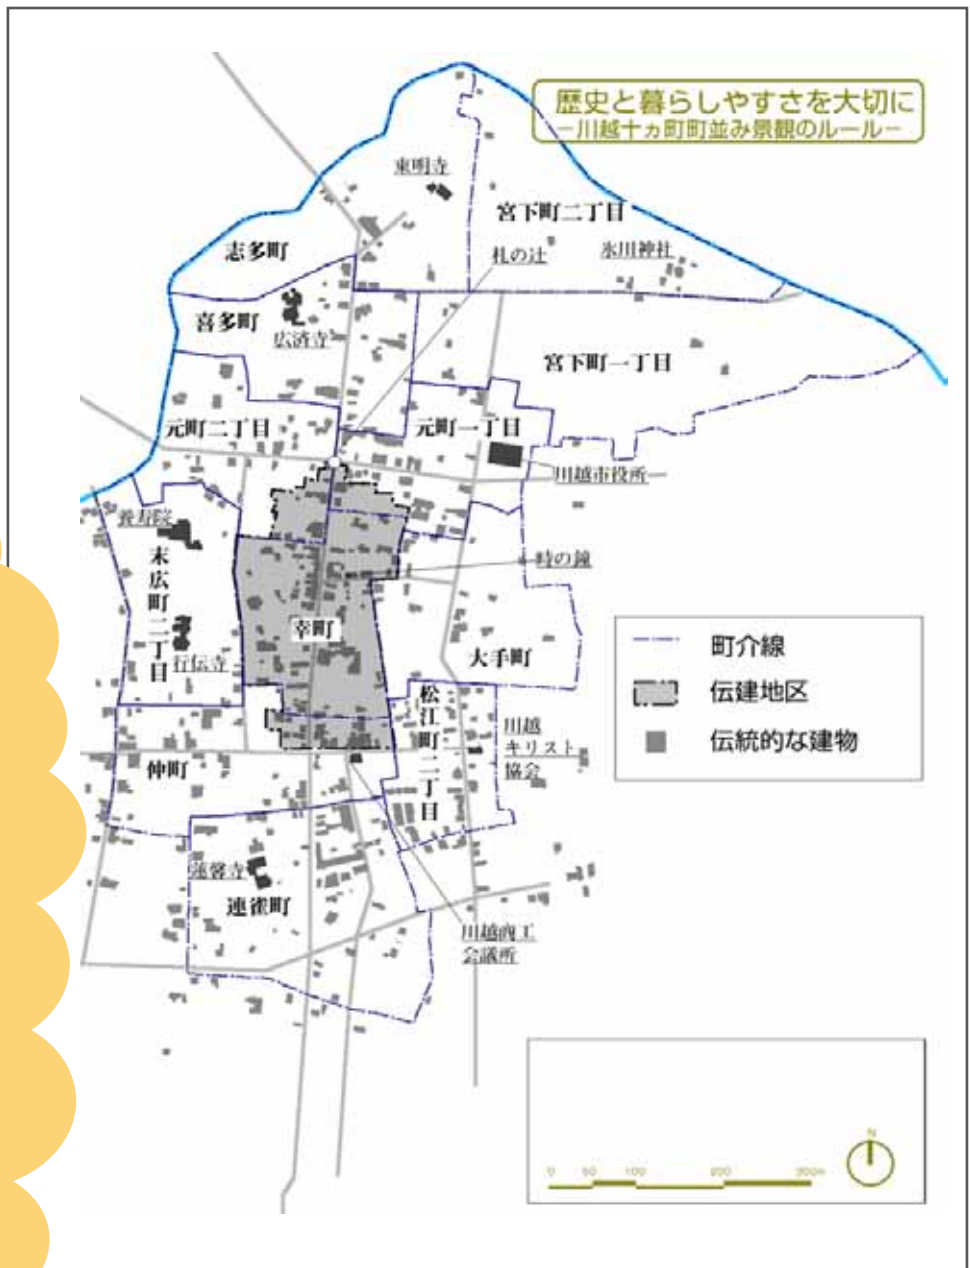 歴史と暮らしやすさを大切に
−川越十ヵ町町並み景観のルール−
東明寺
宮下町二丁目
志多町
札の辻
氷川神社
喜多町
広済寺
宮下町一丁目
元町二丁目
元町一丁目
川越市役所
養寿院
末広町二丁目
時の鐘
幸町
行伝寺
大手町
町介線
伝建地区
伝統的な建物
松江町二丁目
川越
キリスト
協会
仲町
蓮馨寺
連雀町
川越商工
会議所
N
0 50 100 200 300m